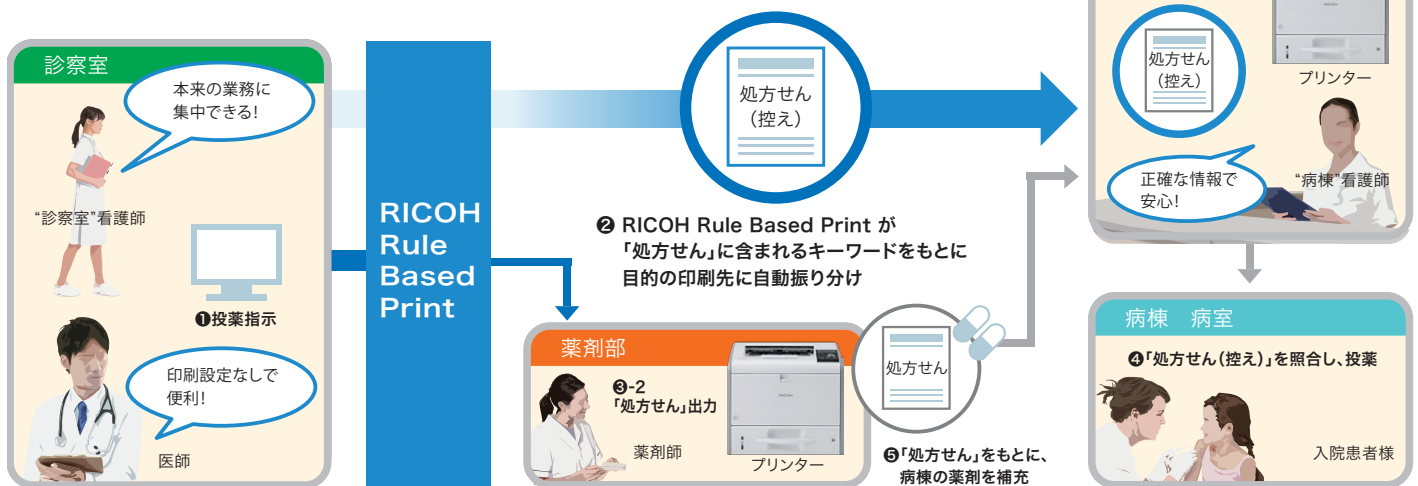 診察室
本来の業務に
集中できる!
“診察室”看護師
❶投薬指示
印刷設定なしで
便利!
医師
RICOH
Rule
Based
Print
処方せん
（控え）
❷ RICOH Rule Based Print が
「処方せん」に含まれるキーワードをもとに
目的の印刷先に自動振り分け
薬剤部
❸-2
「処方せん」出力
薬剤師
プリンター
処方せん
❺「処方せん」をもとに、
病棟の薬剤を補充
処方せん
（控え）
プリンター
正確な情報で
安心!
“病棟”看護師
病棟　病室
❹「処方せん（控え）」を照合し、投薬
入院患者様